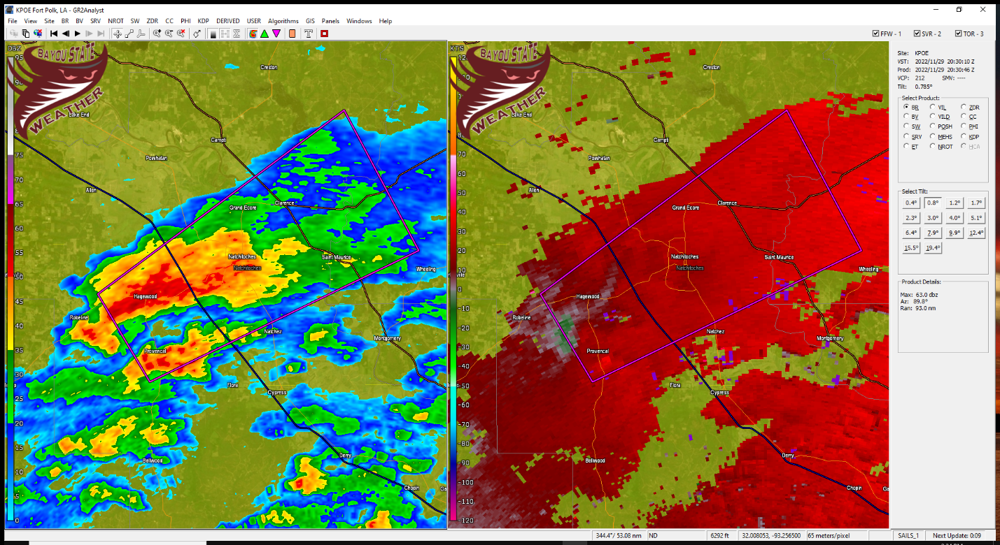 KPOE Fort Polk, LA - GR2Analyst
File View Site BR BV SRV NROT SW ZDR CC PHI KDP DERIVED USER Algorithms GIS Panels Windows Help
FFW - 1 SVR - 2 TOR - 3
DBZ
95
75
70
65
60
55
50
45
40
35
30
25
20
15
10
5
0
BAYOU STATE
WEATHER
Creston
Lake End
Campti
Powhatan
Allen
Clarence
Grand Ecore
Natchitoches
Natchitoches
Saint Maurice
Wheeling
Hagewood
Robeline
Natchez
Montgomery
Provencal
Flora
Cypress
Bellwood
Derry
Chopin
KTS
70
60
50
40
30
20
10
0
-10
-20
-30
-40
-50
-60
-70
-80
-90
-100
-110
-120
BAYOU STATE
WEATHER
Creston
Lake End
Campti
Powhatan
Allen
Clarence
Grand Ecore
Natchitoches
Natchitoches
Saint Maurice
Wheeling
Hagewood
Robeline
Natchez
Montgomery
Provencal
Flora
Cypress
Bellwood
Derry
Chopin
Site: KPOE
VST: 2022/11/29 20:30:10 Z
Prod: 2022/11/29 20:30:46 Z
VCP: 212 SMV: ----
Tilt: 0.785°
Select Product:
BR VIL ZDR
BV VILD CC
SW POSH PHI
SRV MEHS KDP
ET NROT HCA
Select Tilt:
0.4° 0.8° 1.2° 1.7°
2.3° 3.0° 4.0° 5.1°
6.4° 7.9° 9.9° 12.4°
15.5° 19.4°
Product Details:
Max: 63.0 dbz
Az: 89.8°
Ran: 93.0 nm
344.4°/ 53.08 nm ND 6292 ft 32.008053, -93.256500 65 meters/pixel SAILS_1 Next Update: 0:09